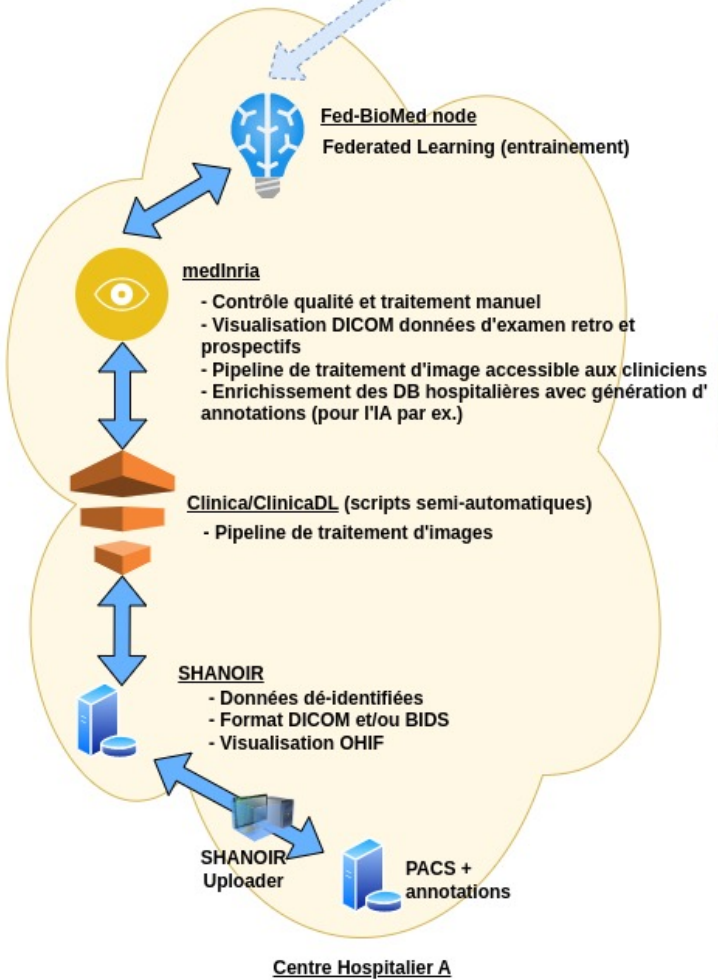 Fed-BioMed node
Federated Learning (entrainement)
medInria
- Contrôle qualité et traitement manuel
- Visualisation DICOM données d'examen retro et
prospectifs
- Pipeline de traitement d'image accessible aux cliniciens
- Enrichissement des DB hospitalières avec génération d'
annotations (pour l'IA par ex.)
Clinica/ClinicaDL (scripts semi-automatiques)
- Pipeline de traitement d'images
SHANOIR
- Données dé-identifiées
- Format DICOM et/ou BIDS
- Visualisation OHIF
SHANOIR
Uploader
PACS +
annotations
Centre Hospitalier A